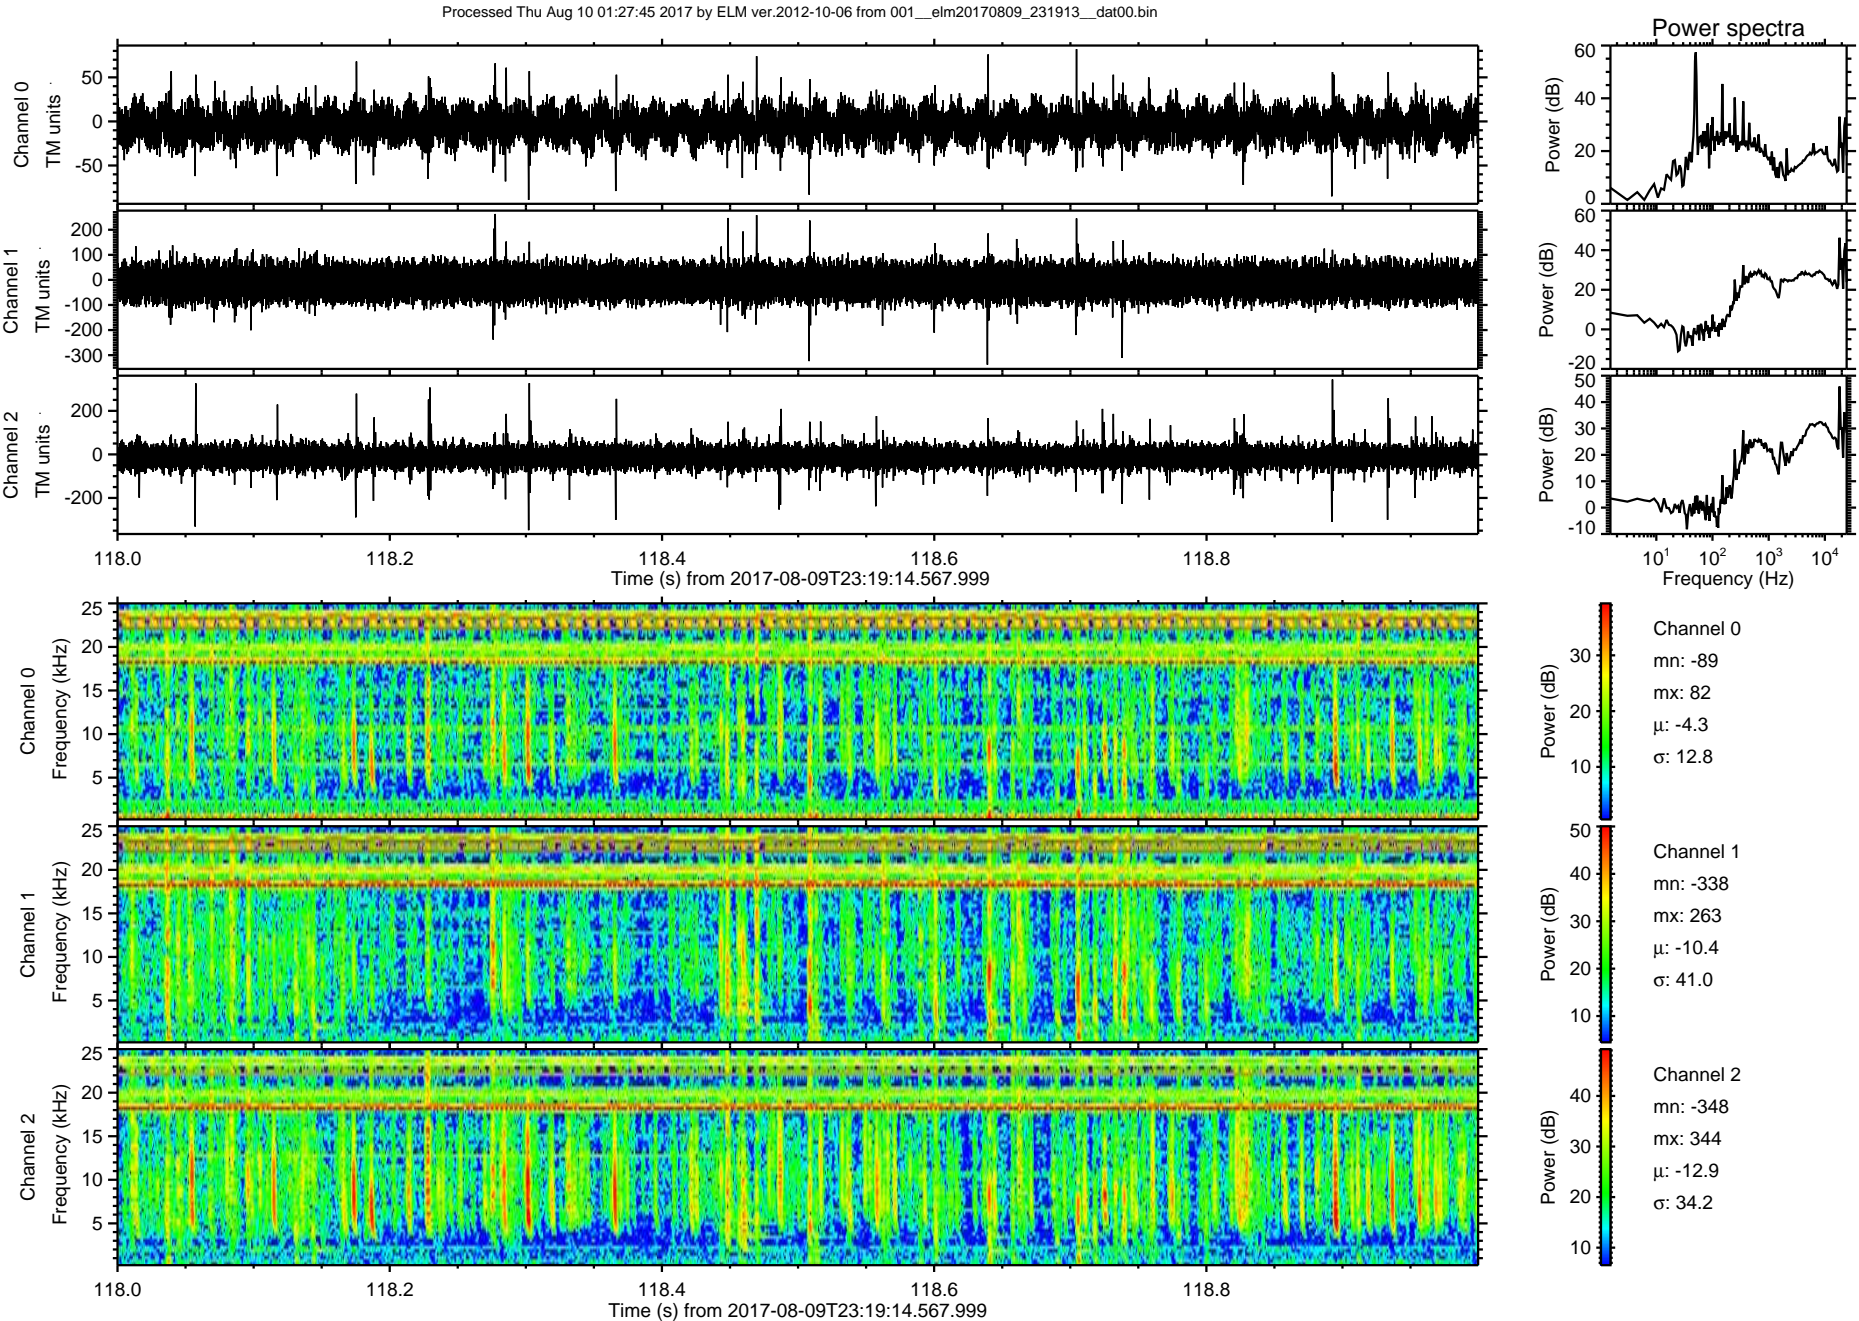 Processed Thu Aug 10 01:27:45 2017 by ELM ver.2012-10-06 from 001__elm20170809_231913__dat00.bin
Power spectra
Channel 0
TM units
50
0
-50
Power (dB)
60
40
20
0
Channel 1
TM units
200
100
0
-100
-200
-300
Power (dB)
60
40
20
0
-20
Channel 2
TM units
200
0
-200
Power (dB)
50
40
30
20
10
0
-10
118.0 118.2 118.4 118.6 118.8
Time (s) from 2017-08-09T23:19:14.567.999
10¹ 10² 10³ 10⁴
Frequency (Hz)
Channel 0
Frequency (kHz)
25
20
15
10
5
Power (dB)
30
20
10
Channel 0
mn: -89
mx: 82
μ: -4.3
σ: 12.8
Channel 1
Frequency (kHz)
25
20
15
10
5
Power (dB)
50
40
30
20
10
Channel 1
mn: -338
mx: 263
μ: -10.4
σ: 41.0
Channel 2
Frequency (kHz)
25
20
15
10
5
Power (dB)
40
30
20
10
Channel 2
mn: -348
mx: 344
μ: -12.9
σ: 34.2
118.0 118.2 118.4 118.6 118.8
Time (s) from 2017-08-09T23:19:14.567.999